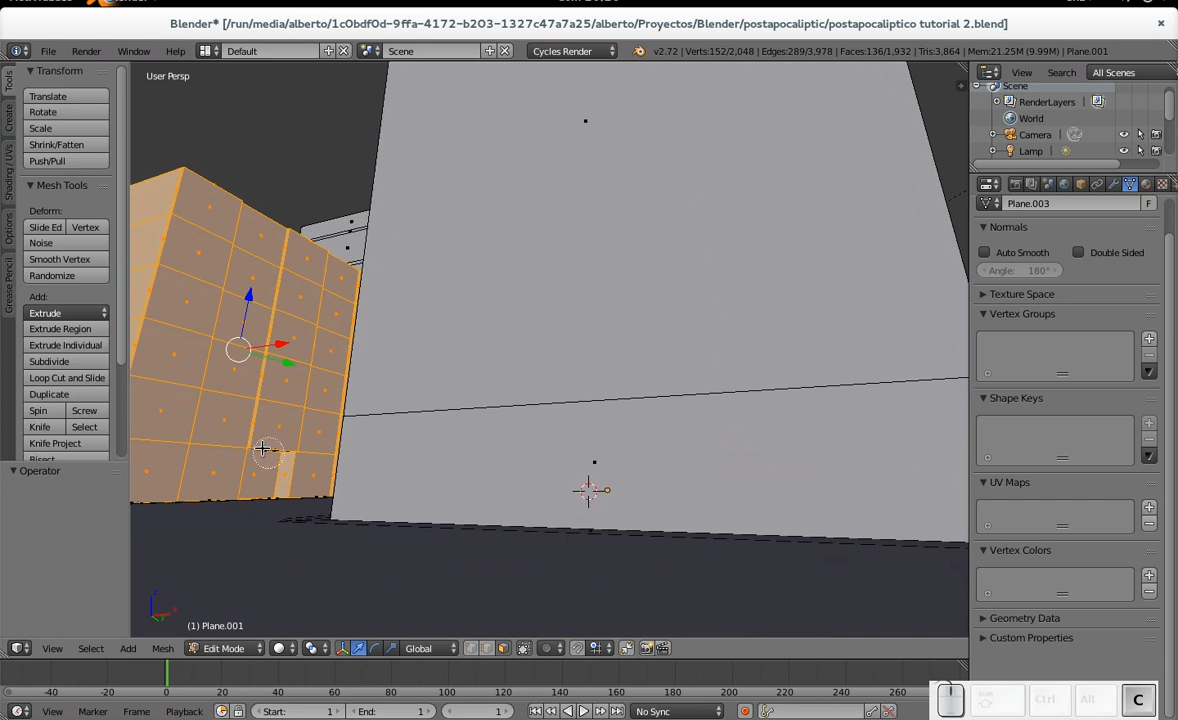 Blender* [/run/media/alberto/1c0bdf0d-9ffa-4172-b203-1327c47a7a25/alberto/Proyectos/Blender/postapocaliptic/postapocaliptico tutorial 2.blend]
File Render Window Help Default Scene Cycles Render v2.72 | Verts:152/2,048 | Edges:289/3,978 | Faces:136/1,932 | Tris:3,864 | Mem:21.25M (9.99M) | Plane.001
Tools
Create
Shading / UVs
Options
Grease Pencil
Transform
Translate
Rotate
Scale
Shrink/Fatten
Push/Pull
Mesh Tools
Deform:
Slide Ed Vertex
Noise
Smooth Vertex
Randomize
Add:
Extrude
Extrude Region
Extrude Individual
Subdivide
Loop Cut and Slide
Duplicate
Spin Screw
Knife Select
Knife Project
Bisect
Operator
User Persp
(1) Plane.001
View Search All Scenes
Scene
RenderLayers
World
Camera
Lamp
Plane.003 F
Normals
Auto Smooth Double Sided
Angle: 180°
Texture Space
Vertex Groups
Shape Keys
UV Maps
Vertex Colors
Geometry Data
Custom Properties
View Select Add Mesh Edit Mode Global
-40 -20 0 20 40 60 80 100 120 140 160 180 200 220 240 260
View Marker Frame Playback Start: 1 End: 1 1 No Sync
Ctrl Alt C